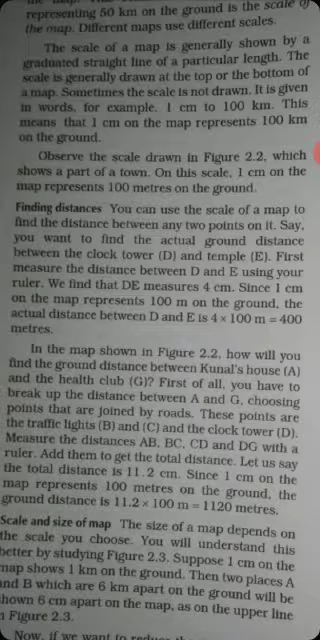 representing 50 km on the ground is the scale of
the map. Different maps use different scales.
The scale of a map is generally shown by a
graduated straight line of a particular length. The
scale is generally drawn at the top or the bottom of
a map. Sometimes the scale is not drawn. It is given
in words, for example, 1 cm to 100 km. This
means that 1 cm on the map represents 100 km
on the ground.
Observe the scale drawn in Figure 2.2, which
shows a part of a town. On this scale, 1 cm on the
map represents 100 metres on the ground.
Finding distances You can use the scale of a map to
find the distance between any two points on it. Say,
you want to find the actual ground distance
between the clock tower (D) and temple (E). First
measure the distance between D and E using your
ruler. We find that DE measures 4 cm. Since 1 cm
on the map represents 100 m on the ground, the
actual distance between D and E is 4 × 100 m = 400
metres.
In the map shown in Figure 2.2, how will you
find the ground distance between Kunal's house (A)
and the health club (G)? First of all, you have to
break up the distance between A and G, choosing
points that are joined by roads. These points are
the traffic lights (B) and (C) and the clock tower (D).
Measure the distances AB, BC, CD and DG with a
ruler. Add them to get the total distance. Let us say
the total distance is 11.2 cm. Since 1 cm on the
map represents 100 metres on the ground, the
ground distance is 11.2 × 100 m = 1120 metres.
Scale and size of map The size of a map depends on
the scale you choose. You will understand this
better by studying Figure 2.3. Suppose 1 cm on the
map shows 1 km on the ground. Then two places A
and B which are 6 km apart on the ground will be
shown 6 cm apart on the map, as on the upper line
n Figure 2.3.
Now, if we want to